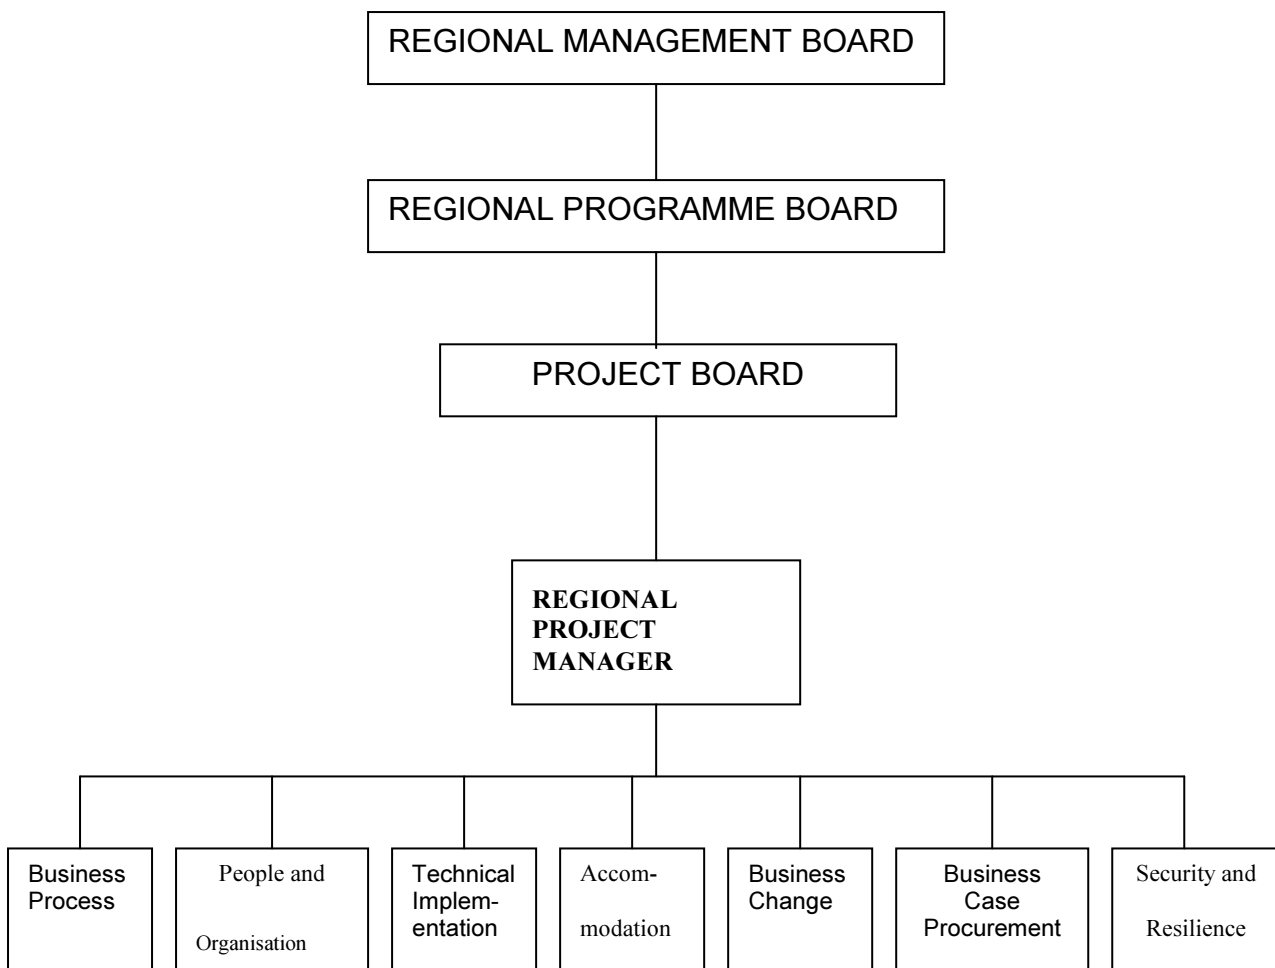 REGIONAL MANAGEMENT BOARD
REGIONAL PROGRAMME BOARD
PROJECT BOARD
REGIONAL
PROJECT
MANAGER
Business
Process
People and
Organisation
Technical
Implem-
entation
Accom-
modation
Business
Change
Business
Case
Procurement
Security and
Resilience